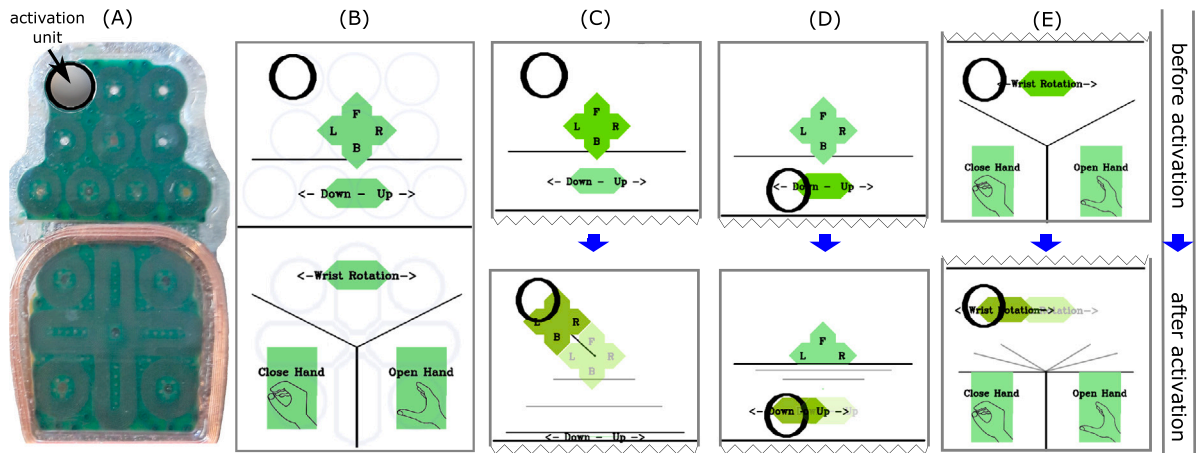 activation
unit
(A)
(B)
(C)
(D)
(E)
F
L R
B
<- Down - Up ->
<-Wrist Rotation->
Close Hand Open Hand
F
L R
B
<- Down - Up ->
L R
B
F
L R
B
<- Down - Up ->
F
L R
B
<- Down - Up ->
F
L R
<- Down - Up ->
p
<-Wrist Rotation->
Close Hand Open Hand
<- Wrist Rotation->
tation->
Close Hand Open Hand
before activation
after activation